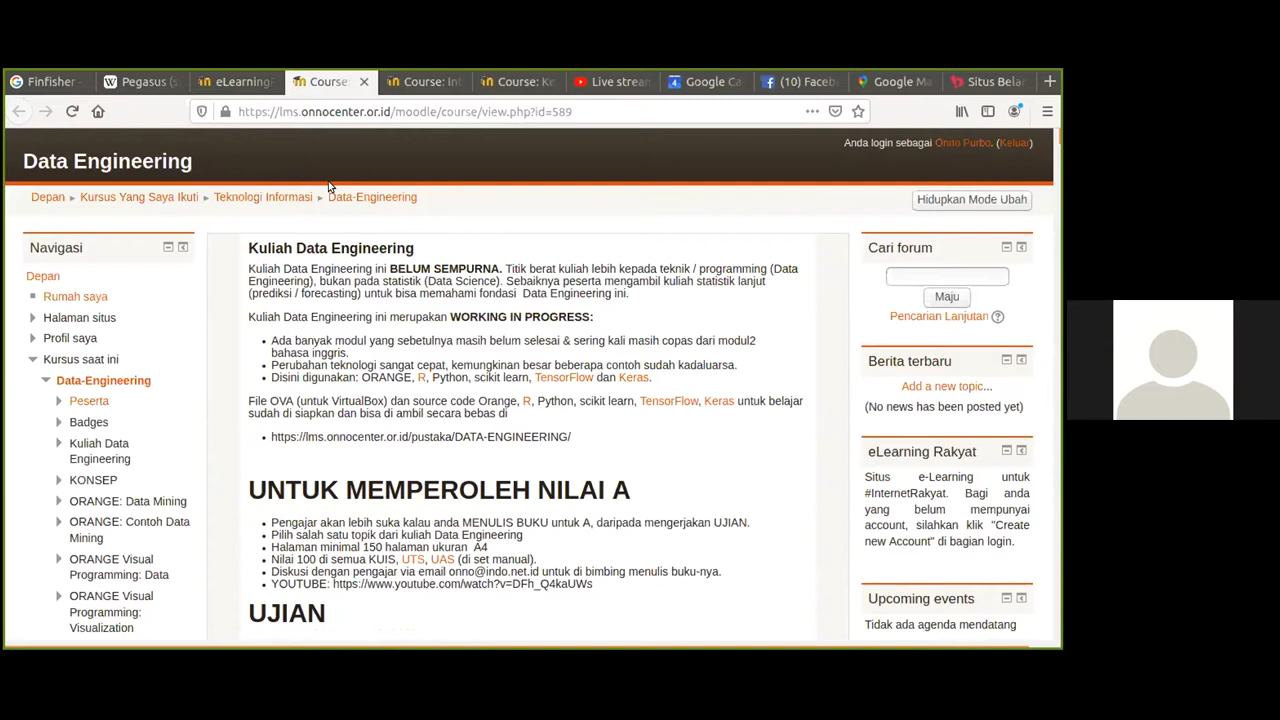 Finfisher
Pegasus (s
eLearning
Course:
Course: In
Course: Ke
Live strean
Google Ca
(10) Faceb
Google Ma
Situs Belar
https://lms.onnocenter.or.id/moodle/course/view.php?id=589
Anda login sebagai Onno Purbo. (Keluar)
Data Engineering
Depan ▸ Kursus Yang Saya Ikuti ▸ Teknologi Informasi ▸ Data-Engineering
Hidupkan Mode Ubah
Navigasi
Depan
Rumah saya
Halaman situs
Profil saya
Kursus saat ini
Data-Engineering
Peserta
Badges
Kuliah Data
Engineering
KONSEP
ORANGE: Data Mining
ORANGE: Contoh Data
Mining
ORANGE Visual
Programming: Data
ORANGE Visual
Programming:
Visualization
Kuliah Data Engineering
Kuliah Data Engineering ini BELUM SEMPURNA. Titik berat kuliah lebih kepada teknik / programming (Data
Engineering), bukan pada statistik (Data Science). Sebaiknya peserta mengambil kuliah statistik lanjut
(prediksi / forecasting) untuk bisa memahami fondasi Data Engineering ini.
Kuliah Data Engineering ini merupakan WORKING IN PROGRESS:
• Ada banyak modul yang sebetulnya masih belum selesai & sering kali masih copas dari modul2
bahasa inggris.
• Perubahan teknologi sangat cepat, kemungkinan besar beberapa contoh sudah kadaluarsa.
• Disini digunakan: ORANGE, R, Python, scikit learn, TensorFlow dan Keras.
File OVA (untuk VirtualBox) dan source code Orange, R, Python, scikit learn, TensorFlow, Keras untuk belajar
sudah di siapkan dan bisa di ambil secara bebas di
• https://lms.onnocenter.or.id/pustaka/DATA-ENGINEERING/
UNTUK MEMPEROLEH NILAI A
• Pengajar akan lebih suka kalau anda MENULIS BUKU untuk A, daripada mengerjakan UJIAN.
• Pilih salah satu topik dari kuliah Data Engineering
• Halaman minimal 150 halaman ukuran A4
• Nilai 100 di semua KUIS, UTS, UAS (di set manual).
• Diskusi dengan pengajar via email onno@indo.net.id untuk di bimbing menulis buku-nya.
• YOUTUBE: https://www.youtube.com/watch?v=DFh_Q4kaUWs
UJIAN
Cari forum
Maju
Pencarian Lanjutan
Berita terbaru
Add a new topic...
(No news has been posted yet)
eLearning Rakyat
Situs e-Learning untuk
#InternetRakyat. Bagi anda
yang belum mempunyai
account, silahkan klik "Create
new Account" di bagian login.
Upcoming events
Tidak ada agenda mendatang